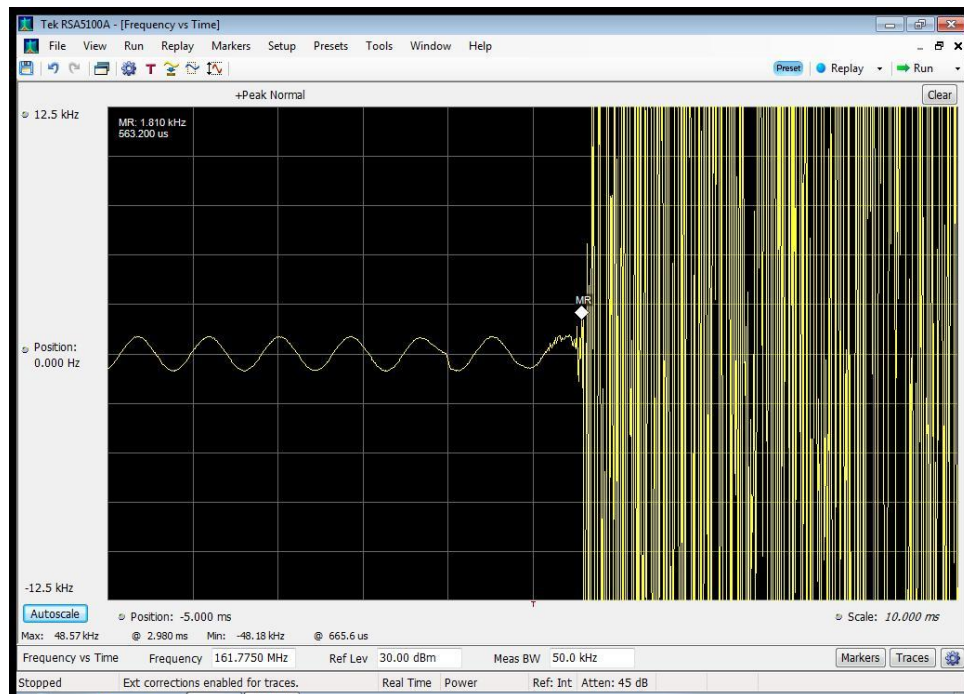 Tek RSA5100A - [Frequency vs Time]
File View Run Replay Markers Setup Presets Tools Window Help
T Preset Replay Run
+Peak Normal Clear
12.5 kHz
MR: 1.810 kHz
563.200 us
MR
Position:
0.000 Hz
-12.5 kHz
T
Autoscale Position: -5.000 ms Scale: 10.000 ms
Max: 48.57 kHz @ 2.980 ms Min: -48.18 kHz @ 665.6 us
Frequency vs Time Frequency 161.7750 MHz Ref Lev 30.00 dBm Meas BW 50.0 kHz Markers Traces
Stopped Ext corrections enabled for traces. Real Time Power Ref: Int Atten: 45 dB